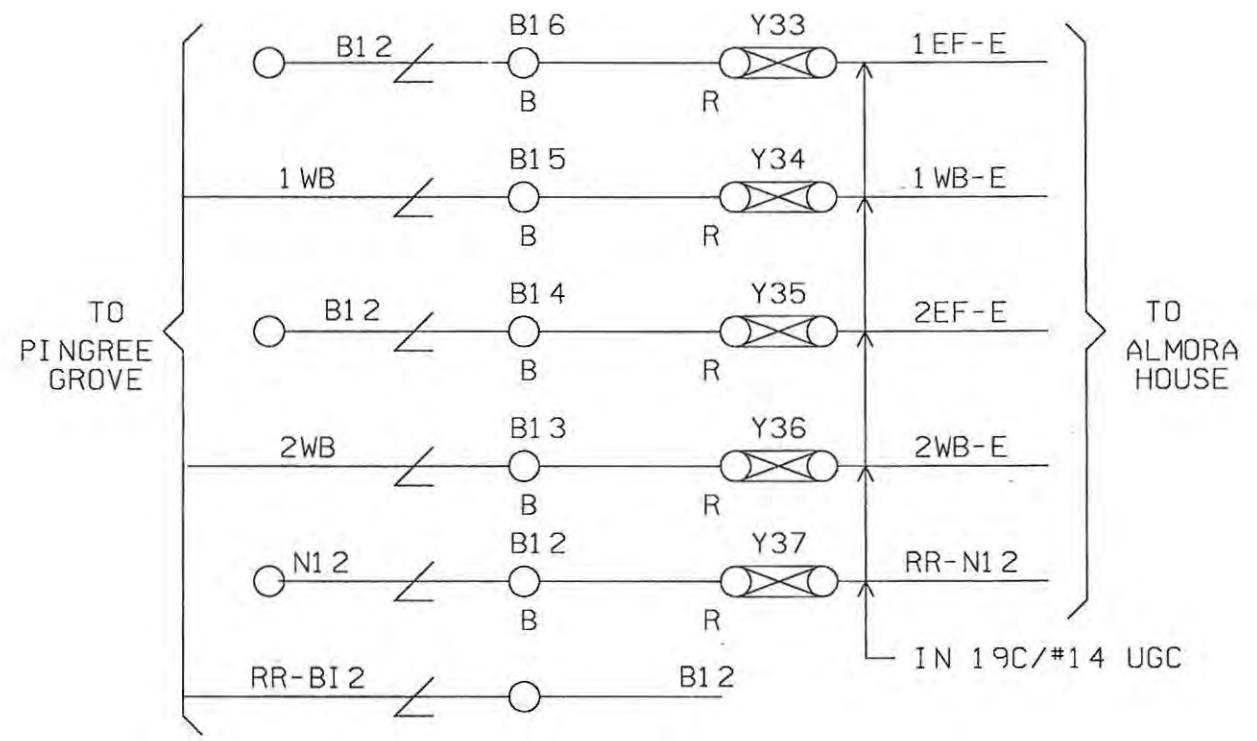 B16 Y33
B12 1EF-E
B R
B15 Y34
1WB 1WB-E
B R
B14 Y35
B12 2EF-E
B R
TO
PINGREE
GROVE
TO
ALMORA
HOUSE
B13 Y36
2WB 2WB-E
B R
B12 Y37
N12 RR-N12
B R
IN 19C/#14 UGC
RR-BI2 B12